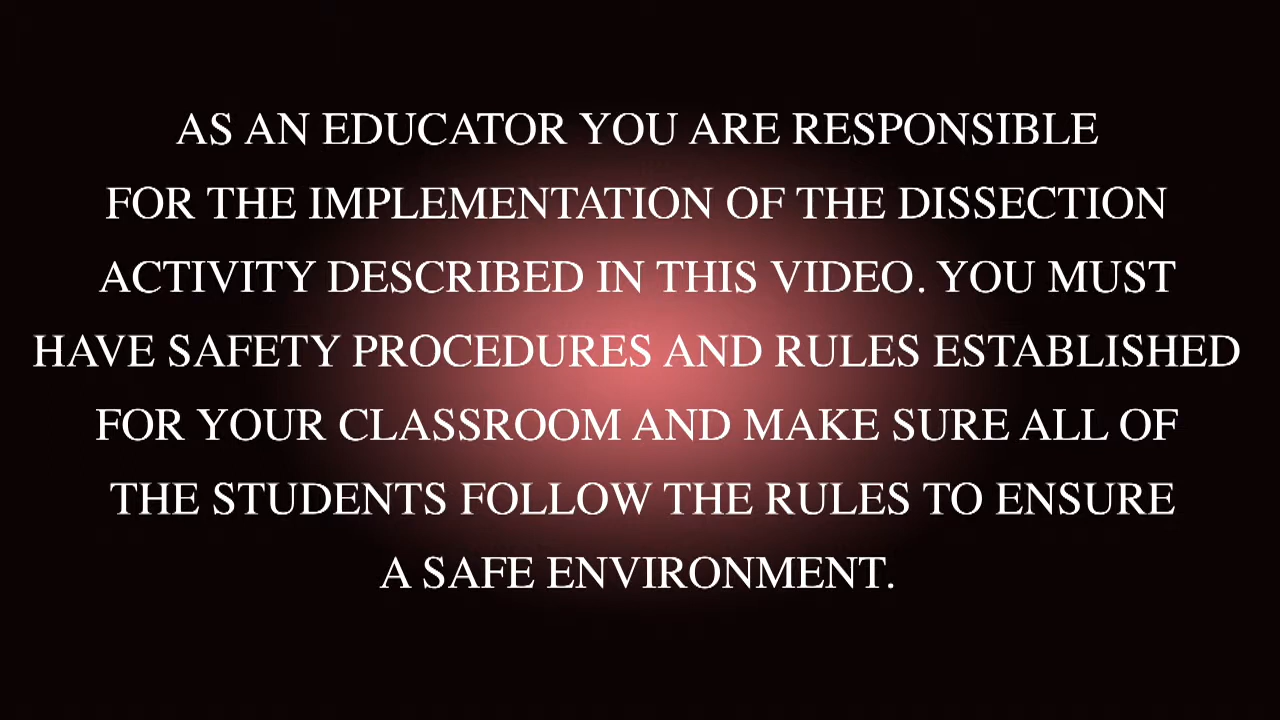 AS AN EDUCATOR YOU ARE RESPONSIBLE
FOR THE IMPLEMENTATION OF THE DISSECTION
ACTIVITY DESCRIBED IN THIS VIDEO. YOU MUST
HAVE SAFETY PROCEDURES AND RULES ESTABLISHED
FOR YOUR CLASSROOM AND MAKE SURE ALL OF
THE STUDENTS FOLLOW THE RULES TO ENSURE
A SAFE ENVIRONMENT.